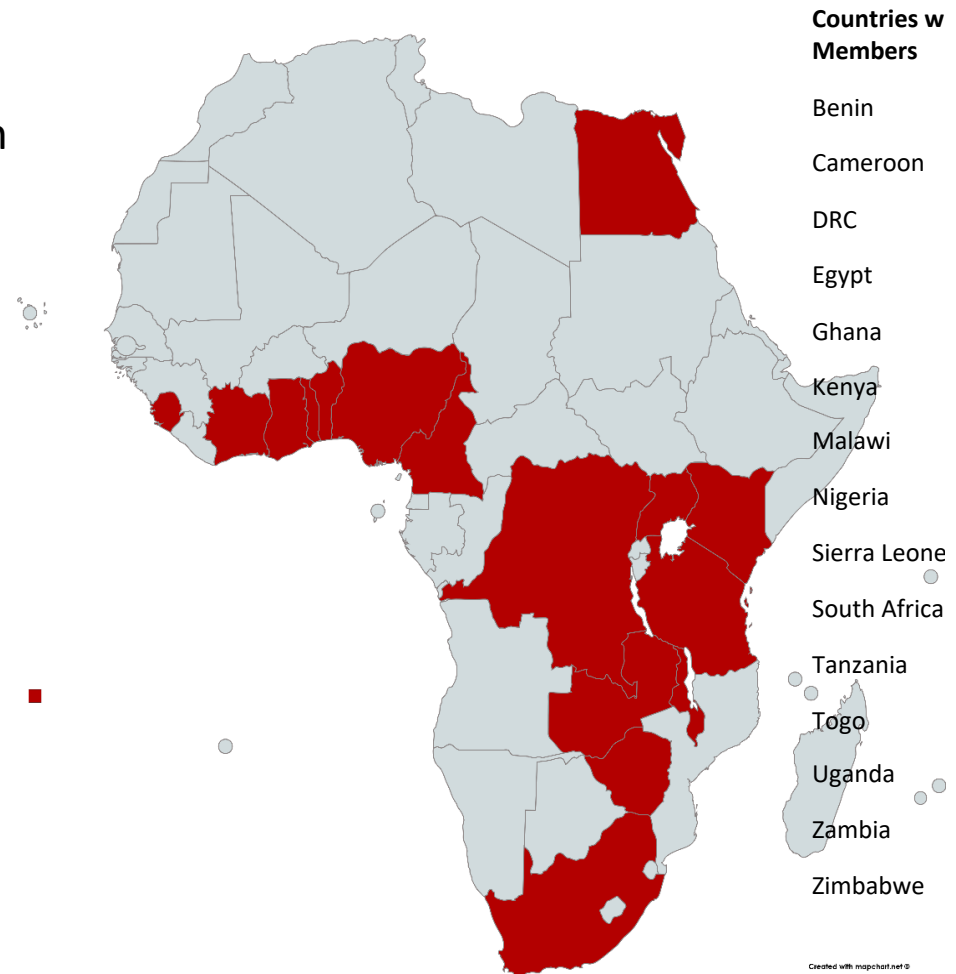 Countries w
Members
Benin
Cameroon
DRC
Egypt
Ghana
Kenya
Malawi
Nigeria
Sierra Leone
South Africa
Tanzania
Togo
Uganda
Zambia
Zimbabwe
Created with mapchart.net ©